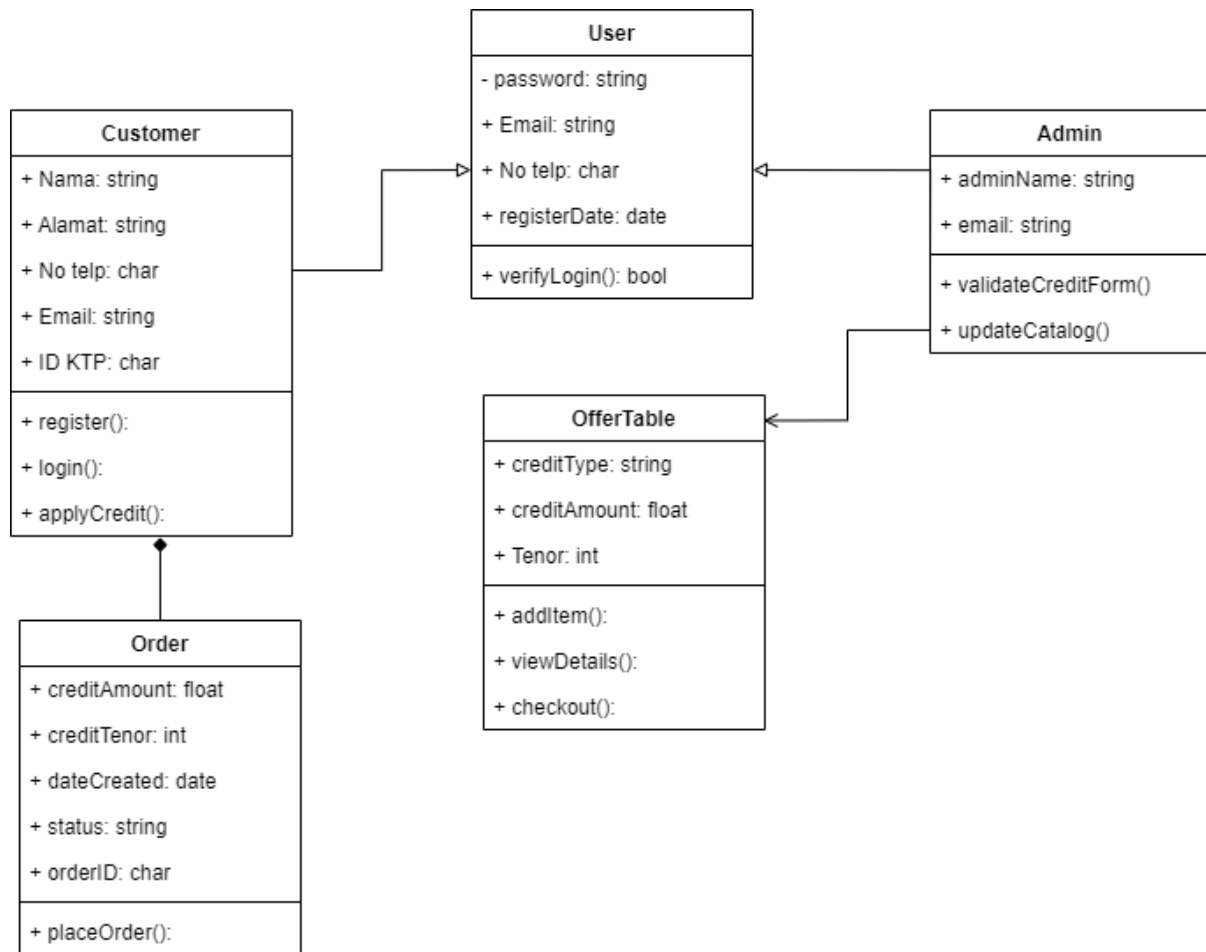 User
- password: string
+ Email: string
+ No telp: char
+ registerDate: date
+ verifyLogin(): bool
Customer
+ Nama: string
+ Alamat: string
+ No telp: char
+ Email: string
+ ID KTP: char
+ register():
+ login():
+ applyCredit():
Admin
+ adminName: string
+ email: string
+ validateCreditForm()
+ updateCatalog()
OfferTable
+ creditType: string
+ creditAmount: float
+ Tenor: int
+ addItem():
+ viewDetails():
+ checkout():
Order
+ creditAmount: float
+ creditTenor: int
+ dateCreated: date
+ status: string
+ orderID: char
+ placeOrder():